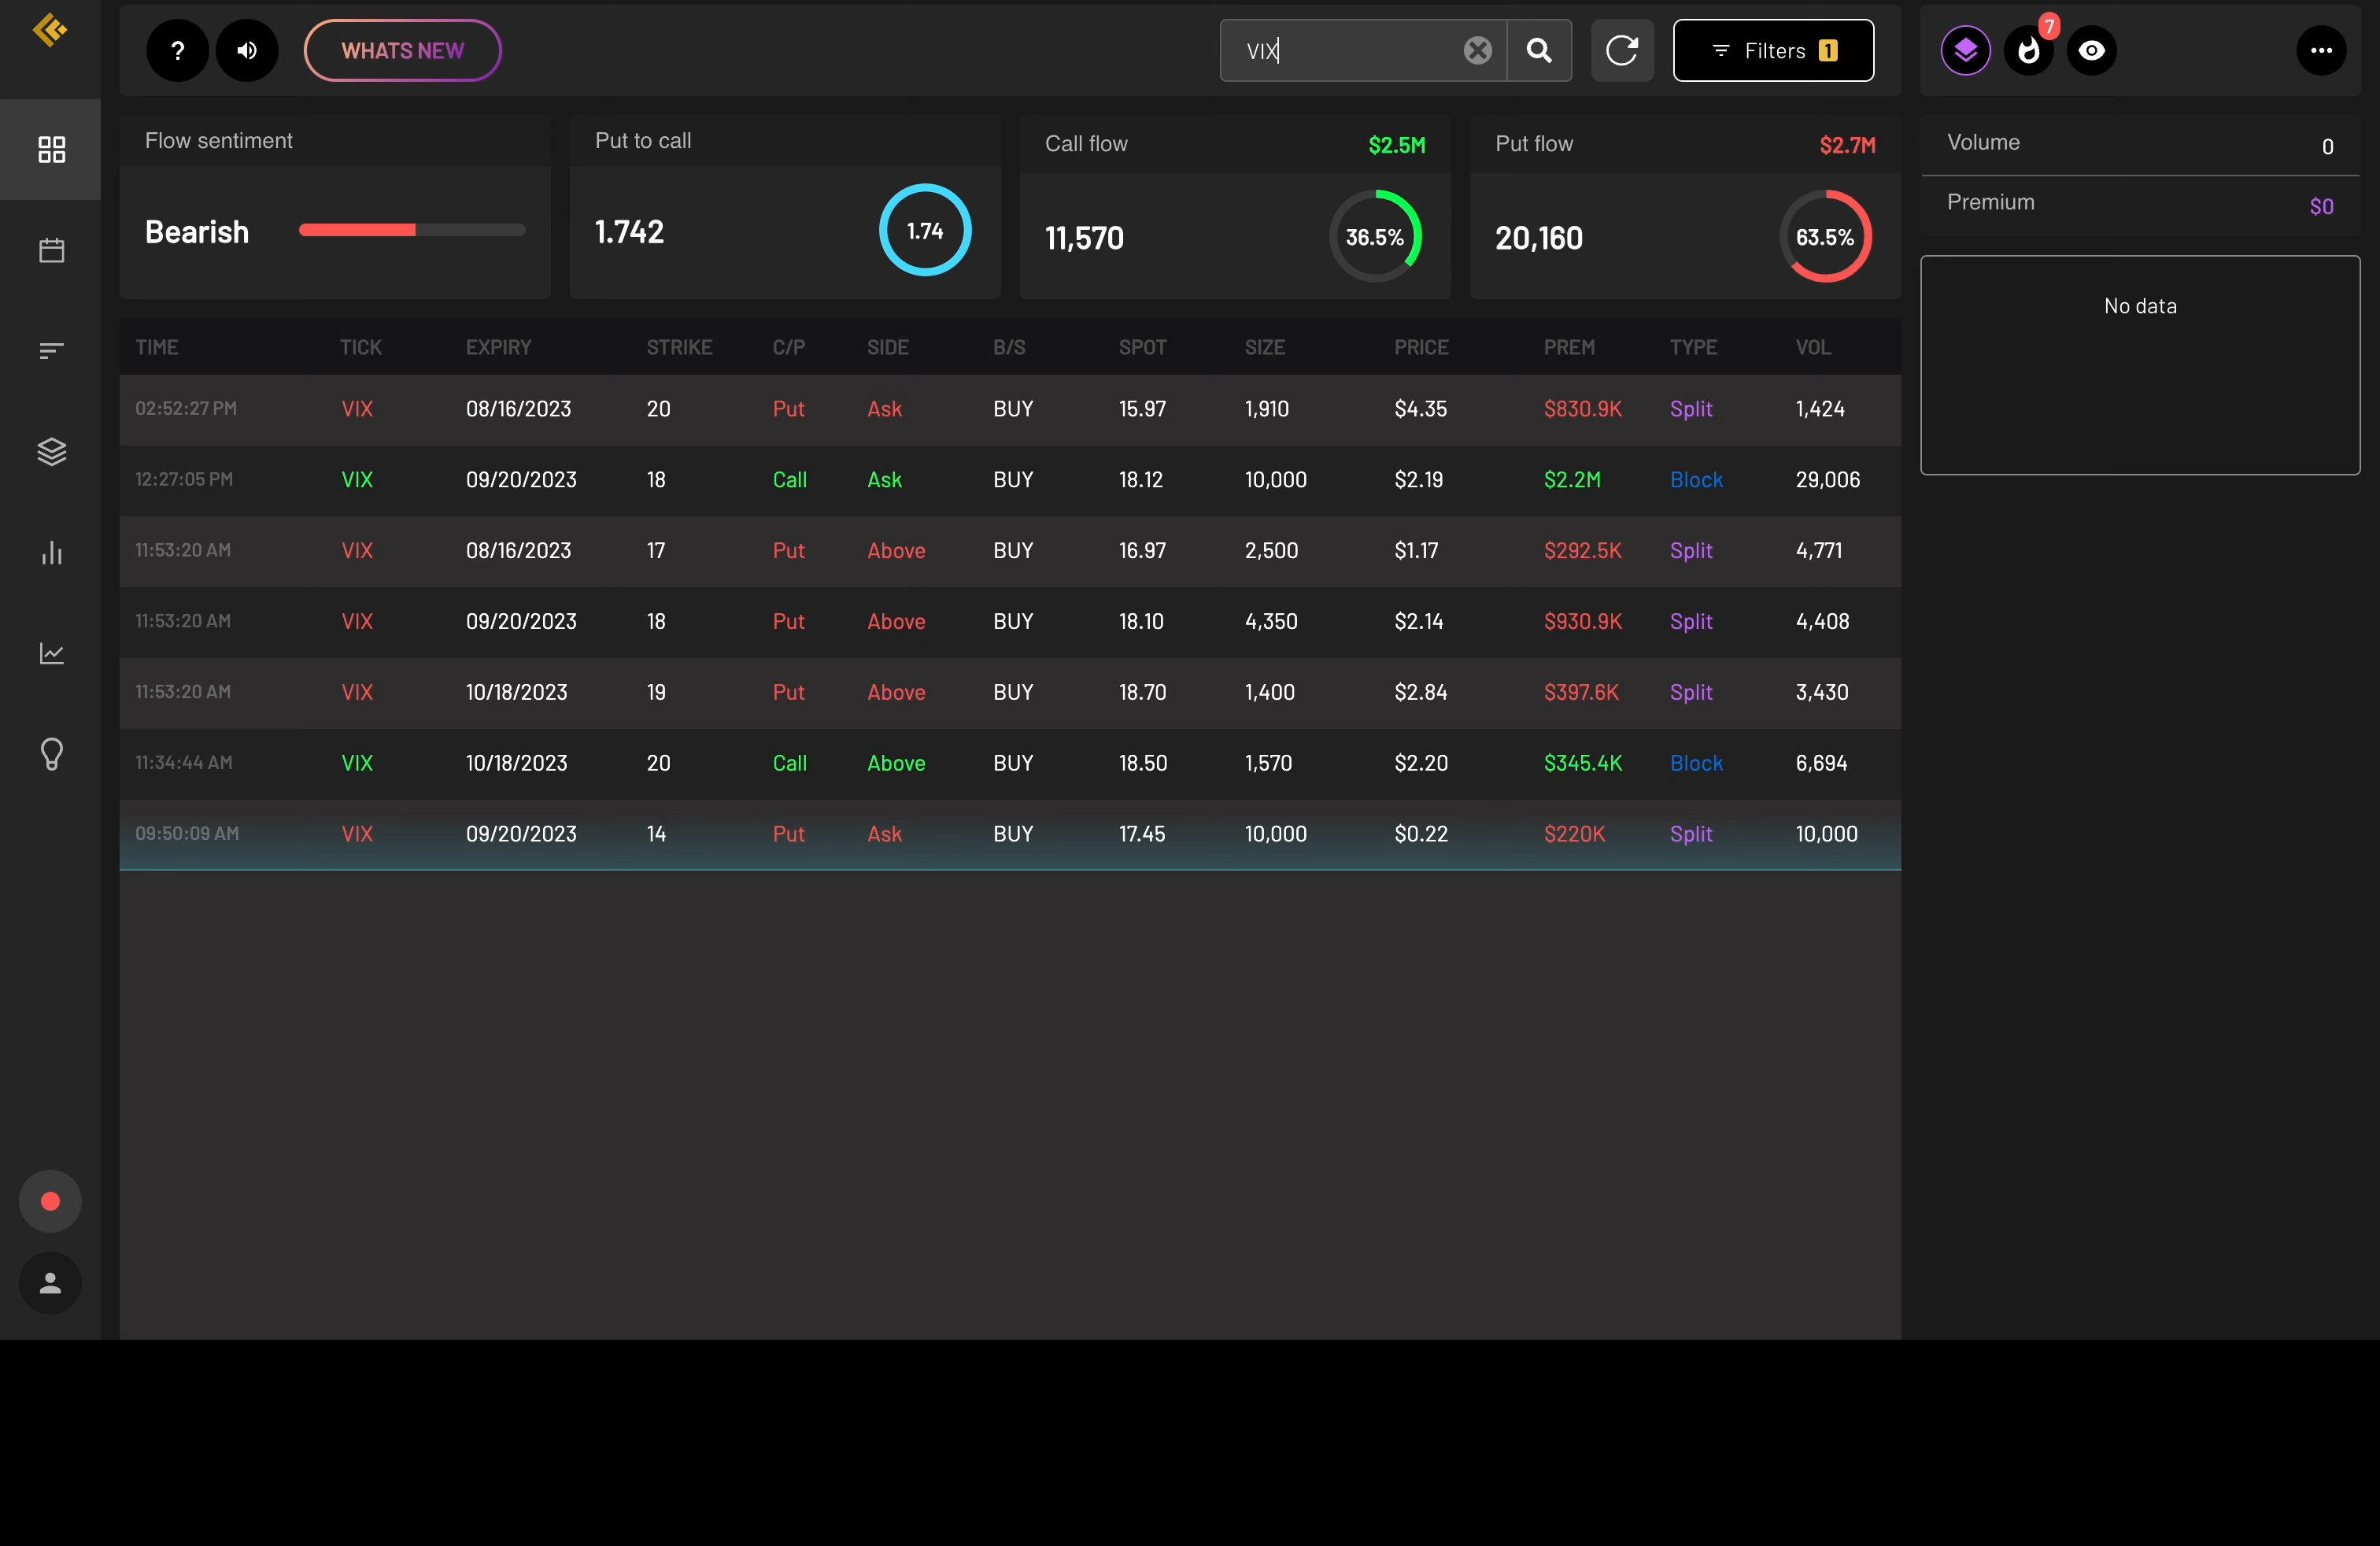 ? WHATS NEW VIX Filters 1 7
Flow sentiment Put to call Call flow $2.5M Put flow $2.7M Volume 0
Bearish 1.742 1.74 11,570 36.5% 20,160 63.5% Premium $0
No data
TIME TICK EXPIRY STRIKE C/P SIDE B/S SPOT SIZE PRICE PREM TYPE VOL
02:52:27 PM VIX 08/16/2023 20 Put Ask BUY 15.97 1,910 $4.35 $830.9K Split 1,424
12:27:05 PM VIX 09/20/2023 18 Call Ask BUY 18.12 10,000 $2.19 $2.2M Block 29,006
11:53:20 AM VIX 08/16/2023 17 Put Above BUY 16.97 2,500 $1.17 $292.5K Split 4,771
11:53:20 AM VIX 09/20/2023 18 Put Above BUY 18.10 4,350 $2.14 $930.9K Split 4,408
11:53:20 AM VIX 10/18/2023 19 Put Above BUY 18.70 1,400 $2.84 $397.6K Split 3,430
11:34:44 AM VIX 10/18/2023 20 Call Above BUY 18.50 1,570 $2.20 $345.4K Block 6,694
09:50:09 AM VIX 09/20/2023 14 Put Ask BUY 17.45 10,000 $0.22 $220K Split 10,000